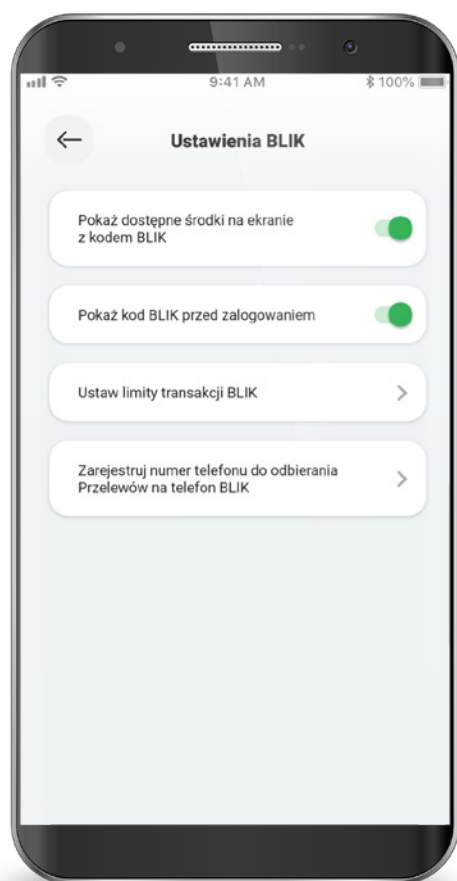 9:41 AM
100%
Ustawienia BLIK
Pokaż dostępne środki na ekranie
z kodem BLIK
Pokaż kod BLIK przed zalogowaniem
Ustaw limity transakcji BLIK
Zarejestruj numer telefonu do odbierania
Przelewów na telefon BLIK